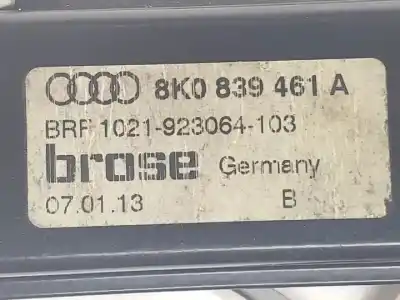 8K0 839 461 A
BRF 1021-923064-103
brose Germany
07.01.13 B